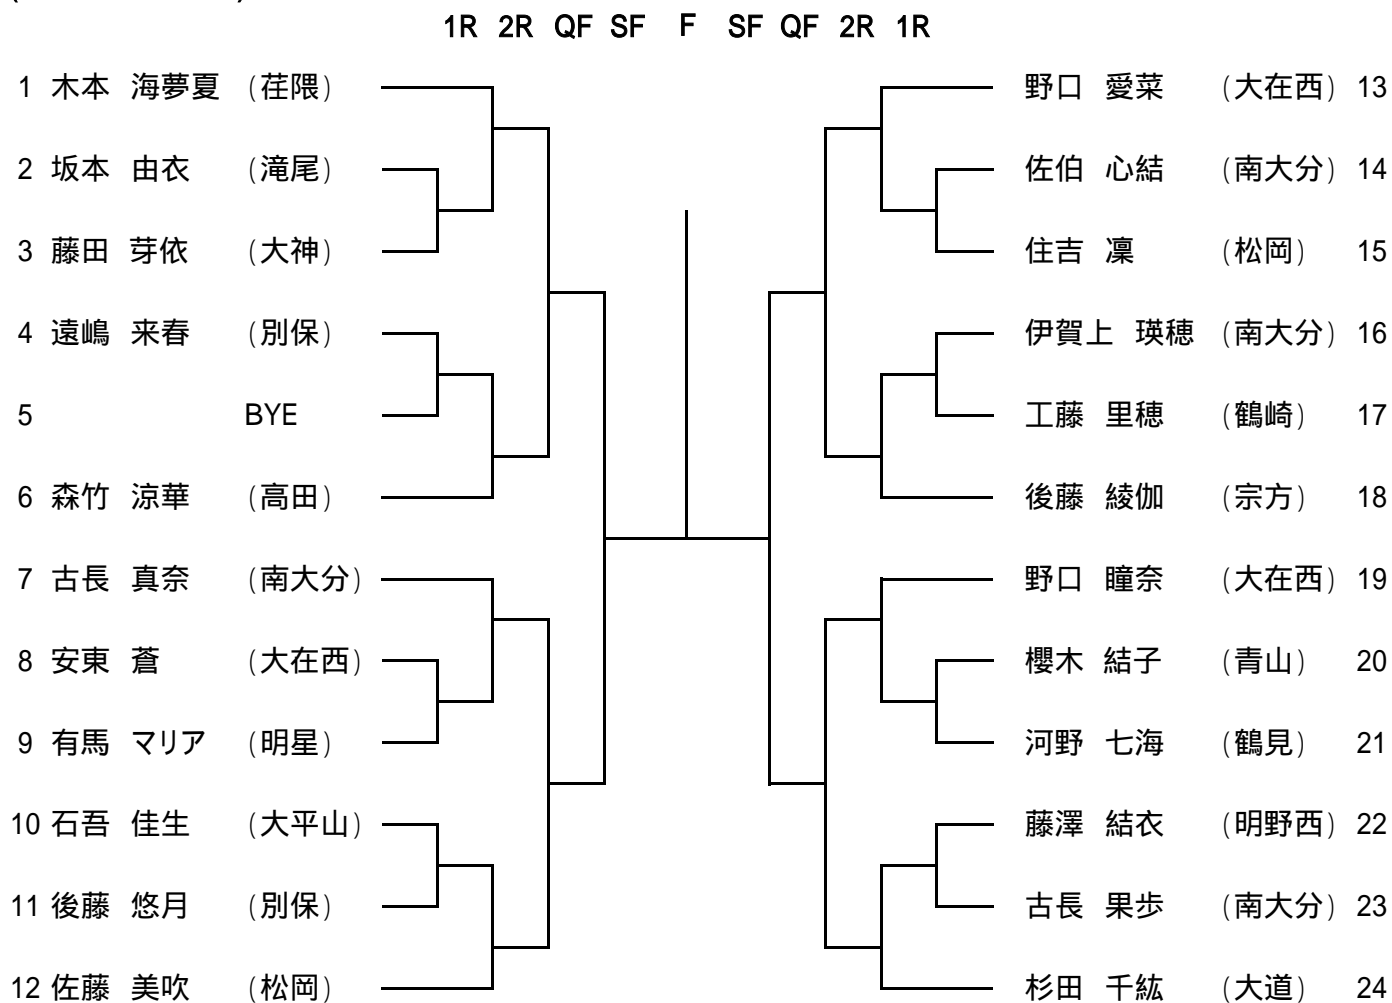 1R 2R QF SF F SF QF 2R 1R
1 木本 海夢夏 (荏隈) 野口 愛菜 (大在西) 13
2 坂本 由衣 (滝尾) 佐伯 心結 (南大分) 14
3 藤田 芽依 (大神) 住吉 凜 (松岡) 15
4 遠嶋 来春 (別保) 伊賀上 瑛穂 (南大分) 16
5 BYE 工藤 里穂 (鶴崎) 17
6 森竹 涼華 (高田) 後藤 綾伽 (宗方) 18
7 古長 真奈 (南大分) 野口 瞳奈 (大在西) 19
8 安東 蒼 (大在西) 櫻木 結子 (青山) 20
9 有馬 マリア (明星) 河野 七海 (鶴見) 21
10 石吾 佳生 (大平山) 藤澤 結衣 (明野西) 22
11 後藤 悠月 (別保) 古長 果歩 (南大分) 23
12 佐藤 美吹 (松岡) 杉田 千紘 (大道) 24